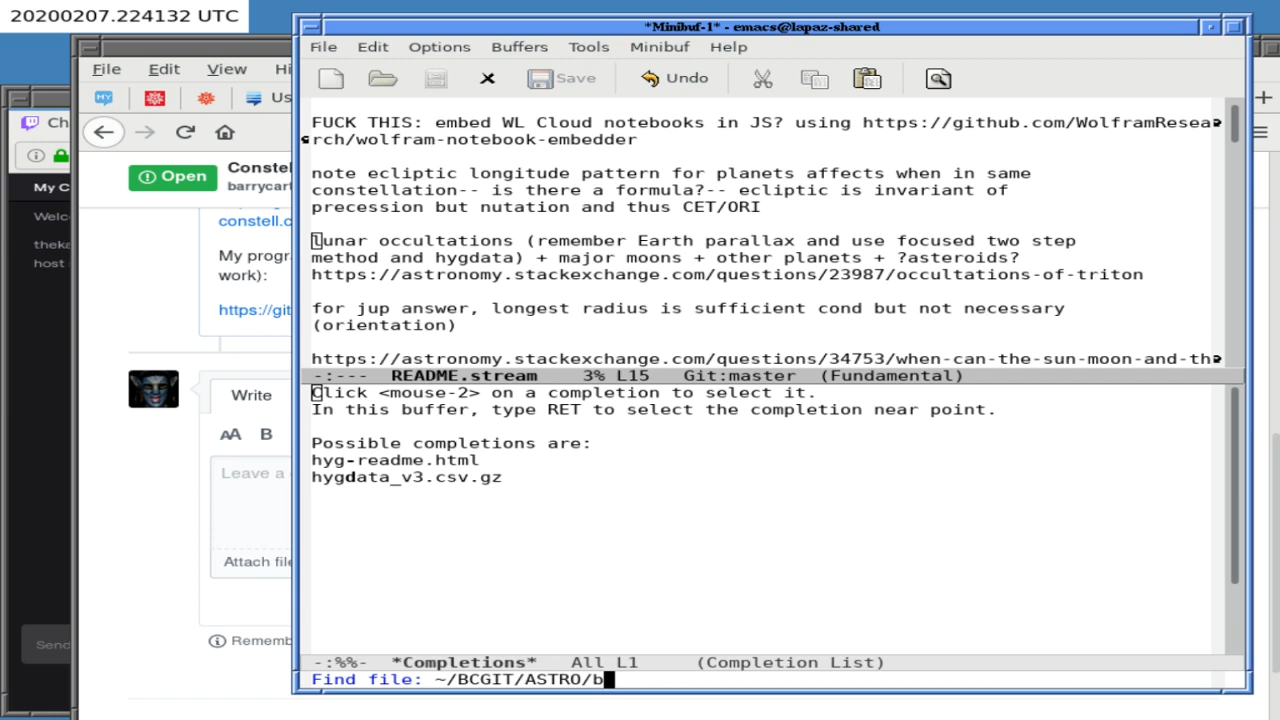 20200207.224132 UTC
*Minibuf-1* - emacs@lapaz-shared
File Edit Options Buffers Tools Minibuf Help
Save Undo
FUCK THIS: embed WL Cloud notebooks in JS? using https://github.com/WolframResea
rch/wolfram-notebook-embedder
note ecliptic longitude pattern for planets affects when in same
constellation-- is there a formula?-- ecliptic is invariant of
precession but nutation and thus CET/ORI
lunar occultations (remember Earth parallax and use focused two step
method and hygdata) + major moons + other planets + ?asteroids?
https://astronomy.stackexchange.com/questions/23987/occultations-of-triton
for jup answer, longest radius is sufficient cond but not necessary
(orientation)
https://astronomy.stackexchange.com/questions/34753/when-can-the-sun-moon-and-th
-:--- README.stream 3% L15 Git:master (Fundamental)
Click <mouse-2> on a completion to select it.
In this buffer, type RET to select the completion near point.
Possible completions are:
hyg-readme.html
hygdata_v3.csv.gz
-:%%- *Completions* All L1 (Completion List)
Find file: ~/BCGIT/ASTRO/b
File Edit View Hi
MY Us
Open Constel
barrycart
constell.c
My progr
work):
https://git
Write
AA B
Leave a
Attach file
Rememb
Ch
My C
Welc
theka
host
Send